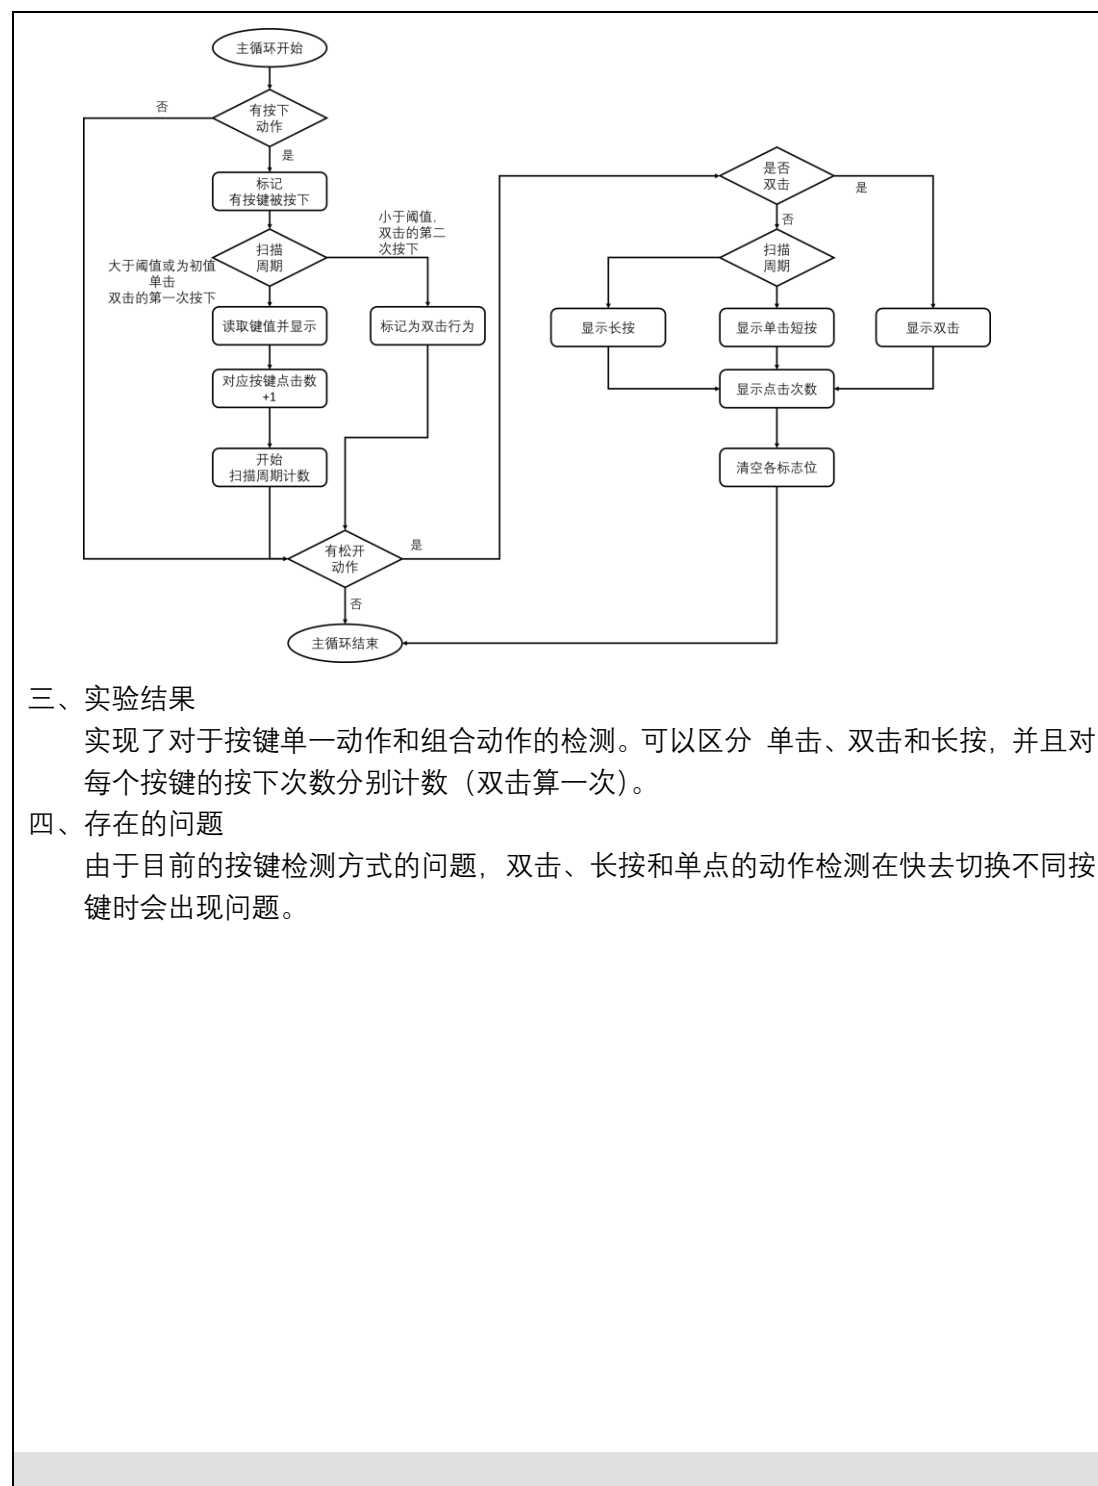 主循环开始
否
有按下
动作
是
标记
有按键被按下
小于阈值，
双击的第二
次按下
扫描
周期
大于阈值或为初值
单击
双击的第一次按下
读取键值并显示
标记为双击行为
对应按键点击数
+1
开始
扫描周期计数
有松开
动作
是
否
主循环结束
是否
双击
是
否
扫描
周期
显示长按
显示单击短按
显示双击
显示点击次数
清空各标志位
三、实验结果
实现了对于按键单一动作和组合动作的检测。可以区分 单击、双击和长按，并且对
每个按键的按下次数分别计数（双击算一次）。
四、存在的问题
由于目前的按键检测方式的问题，双击、长按和单点的动作检测在快去切换不同按
键时会出现问题。